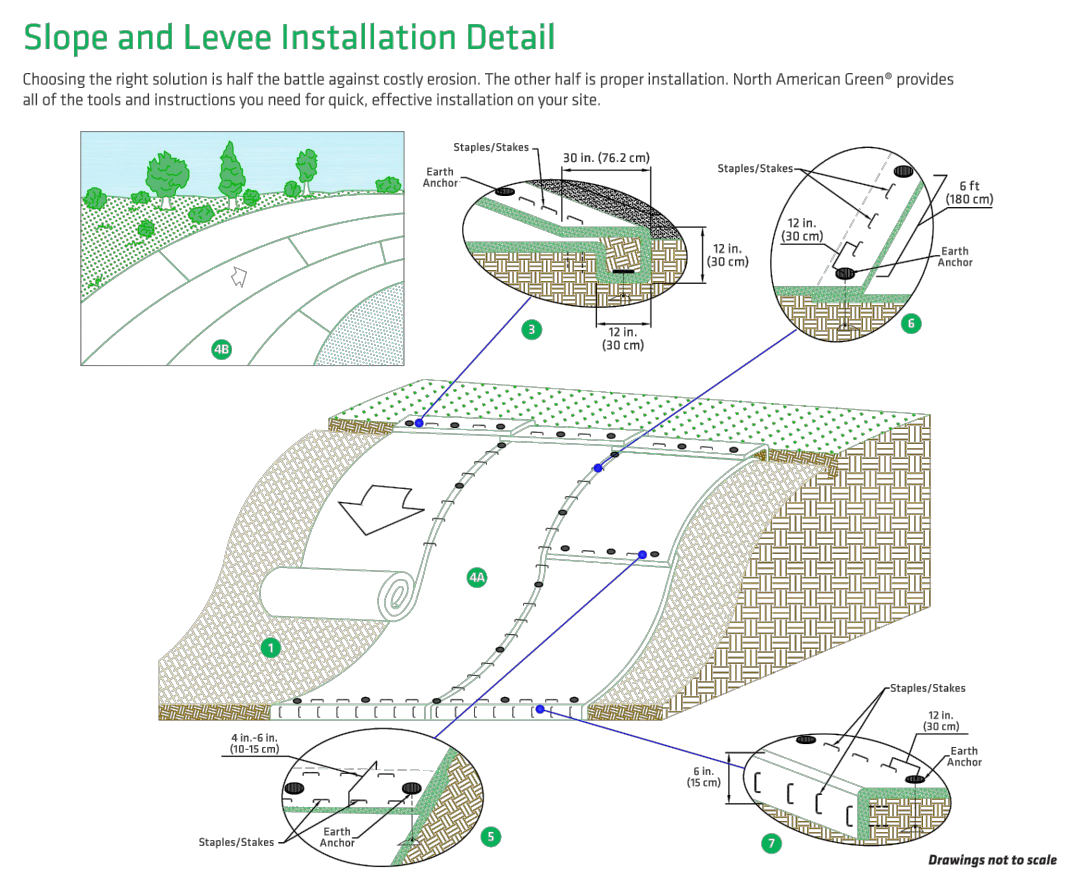 Slope and Levee Installation Detail
Choosing the right solution is half the battle against costly erosion. The other half is proper installation. North American Green® provides
all of the tools and instructions you need for quick, effective installation on your site.
4B
Staples/Stakes
Earth
Anchor
30 in. (76.2 cm)
12 in.
(30 cm)
12 in.
(30 cm)
3
Staples/Stakes
12 in.
(30 cm)
6 ft
(180 cm)
Earth
Anchor
6
4A
1
4 in.-6 in.
(10-15 cm)
Staples/Stakes
Earth
Anchor
5
Staples/Stakes
12 in.
(30 cm)
Earth
Anchor
6 in.
(15 cm)
7
Drawings not to scale